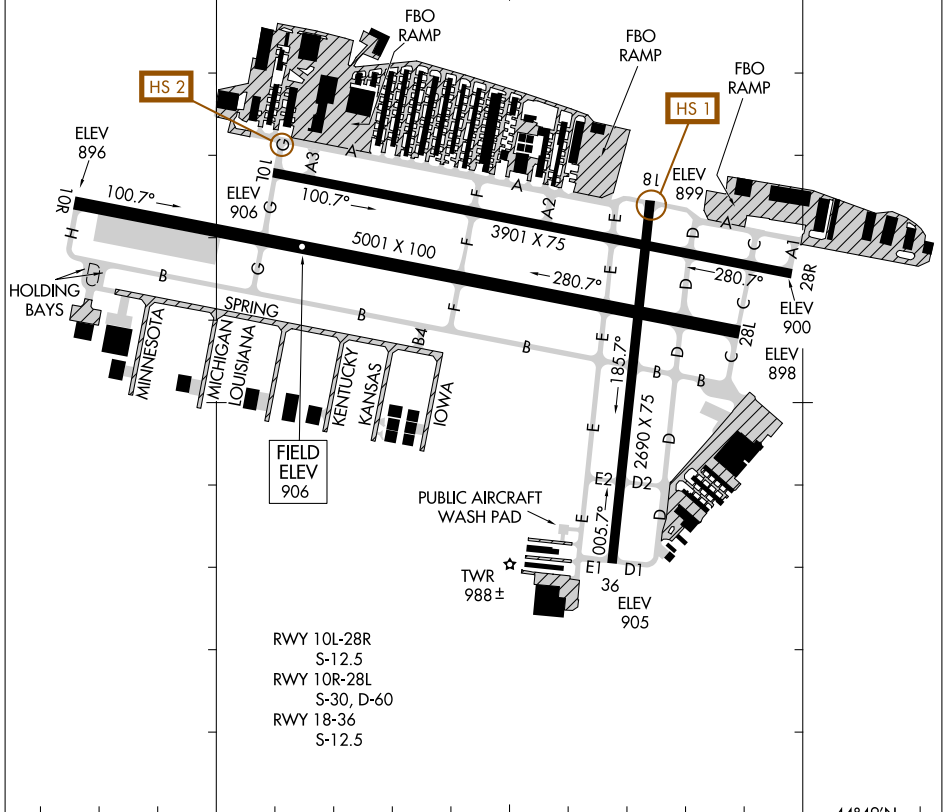 FBO
RAMP
FBO
RAMP
FBO
RAMP
HS 2
HS 1
ELEV
896
G
A3
A
10L
18
ELEV
899
10R
100.7°
ELEV
906
100.7°
G
F
A
A2
E
D
A
C
A1
H
5001 X 100
3901 X 75
F
E
280.7°
280.7°
28R
HOLDING
BAYS
B
G
SPRING
B
F
B4
E
D
C
ELEV
900
28L
MINNESOTA
MICHIGAN
LOUISIANA
KENTUCKY
KANSAS
IOWA
B
E
185.7°
D
C
ELEV
898
B
B
FIELD
ELEV
906
E
2690 X 75
D
PUBLIC AIRCRAFT
WASH PAD
E2
D2
E
005.7°
D
TWR
988±
E1
D1
36
ELEV
905
RWY 10L-28R
S-12.5
RWY 10R-28L
S-30, D-60
RWY 18-36
S-12.5